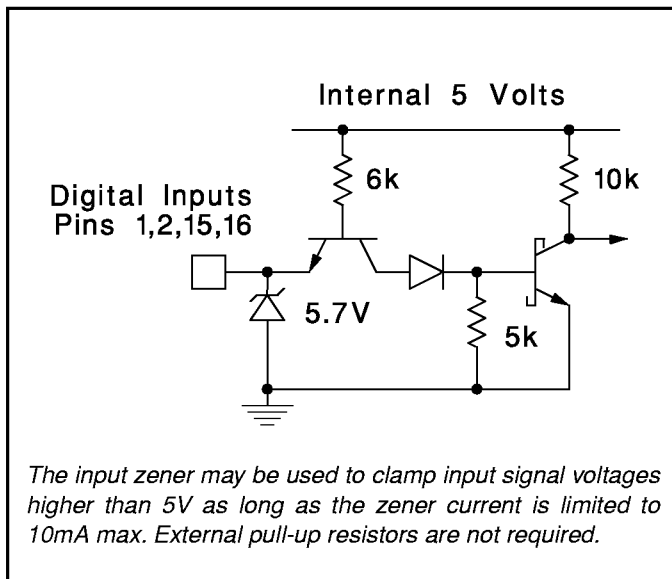 Internal 5 Volts
6k
10k
Digital Inputs
Pins 1,2,15,16
5.7V
5k
The input zener may be used to clamp input signal voltages
higher than 5V as long as the zener current is limited to
10mA max. External pull-up resistors are not required.